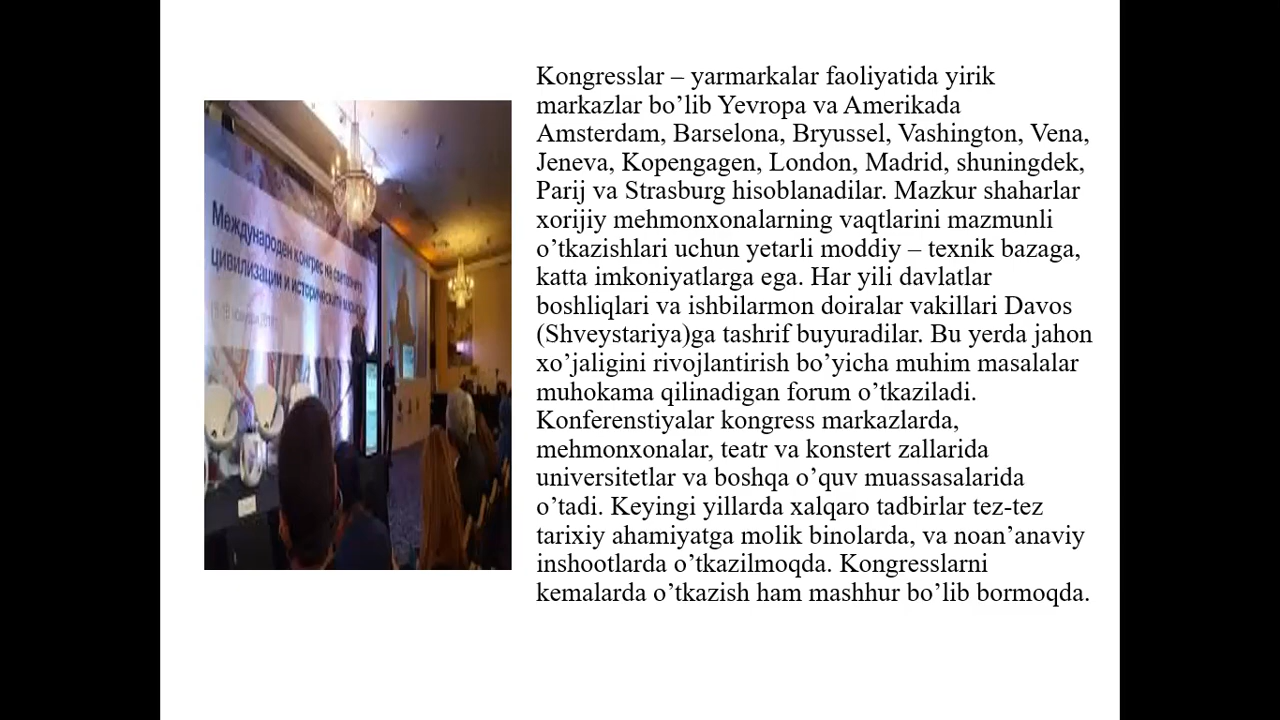 Международен конгрес на световните
цивилизации и исторически
Kongresslar – yarmarkalar faoliyatida yirik
markazlar bo’lib Yevropa va Amerikada
Amsterdam, Barselona, Bryussel, Vashington, Vena,
Jeneva, Kopengagen, London, Madrid, shuningdek,
Parij va Strasburg hisoblanadilar. Mazkur shaharlar
xorijiy mehmonxonalarning vaqtlarini mazmunli
o’tkazishlari uchun yetarli moddiy – texnik bazaga,
katta imkoniyatlarga ega. Har yili davlatlar
boshliqlari va ishbilarmon doiralar vakillari Davos
(Shveystariya)ga tashrif buyuradilar. Bu yerda jahon
xo’jaligini rivojlantirish bo’yicha muhim masalalar
muhokama qilinadigan forum o’tkaziladi.
Konferenstiyalar kongress markazlarda,
mehmonxonalar, teatr va konstert zallarida
universitetlar va boshqa o’quv muassasalarida
o’tadi. Keyingi yillarda xalqaro tadbirlar tez-tez
tarixiy ahamiyatga molik binolarda, va noan’anaviy
inshootlarda o’tkazilmoqda. Kongresslarni
kemalarda o’tkazish ham mashhur bo’lib bormoqda.